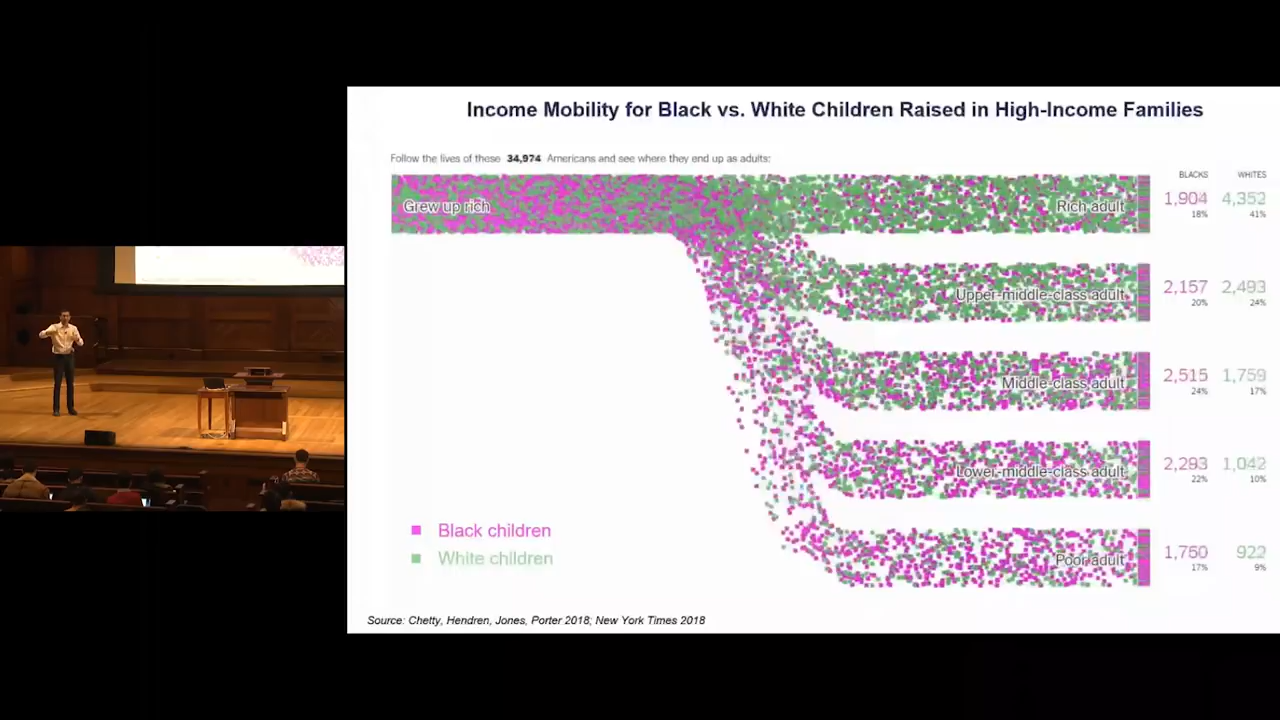 Income Mobility for Black vs. White Children Raised in High-Income Families
Follow the lives of these 34,974 Americans and see where they end up as adults:
BLACKS WHITES
Grew up rich
Rich adult
1,904 4,352
18% 41%
Upper-middle-class adult
2,157 2,493
20% 24%
Middle-class adult
2,515 1,759
24% 17%
Lower-middle-class adult
2,293 1,042
22% 10%
Poor adult
1,750 922
17% 9%
Black children
White children
Source: Chetty, Hendren, Jones, Porter 2018; New York Times 2018